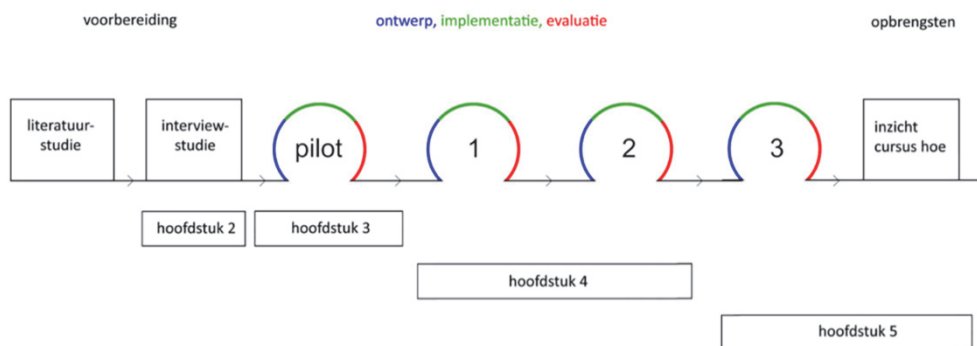 voorbereiding
ontwerp, implementatie, evaluatie
opbrengsten
literatuur-
studie
interview-
studie
pilot
1
2
3
inzicht
cursus hoe
hoofdstuk 2
hoofdstuk 3
hoofdstuk 4
hoofdstuk 5